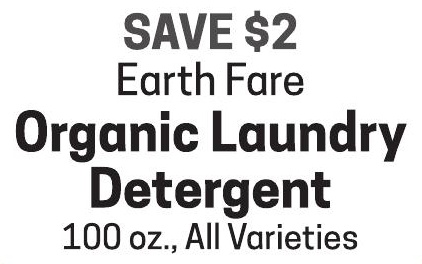 SAVE $2
Earth Fare
Organic Laundry
Detergent
100 oz., All Varieties